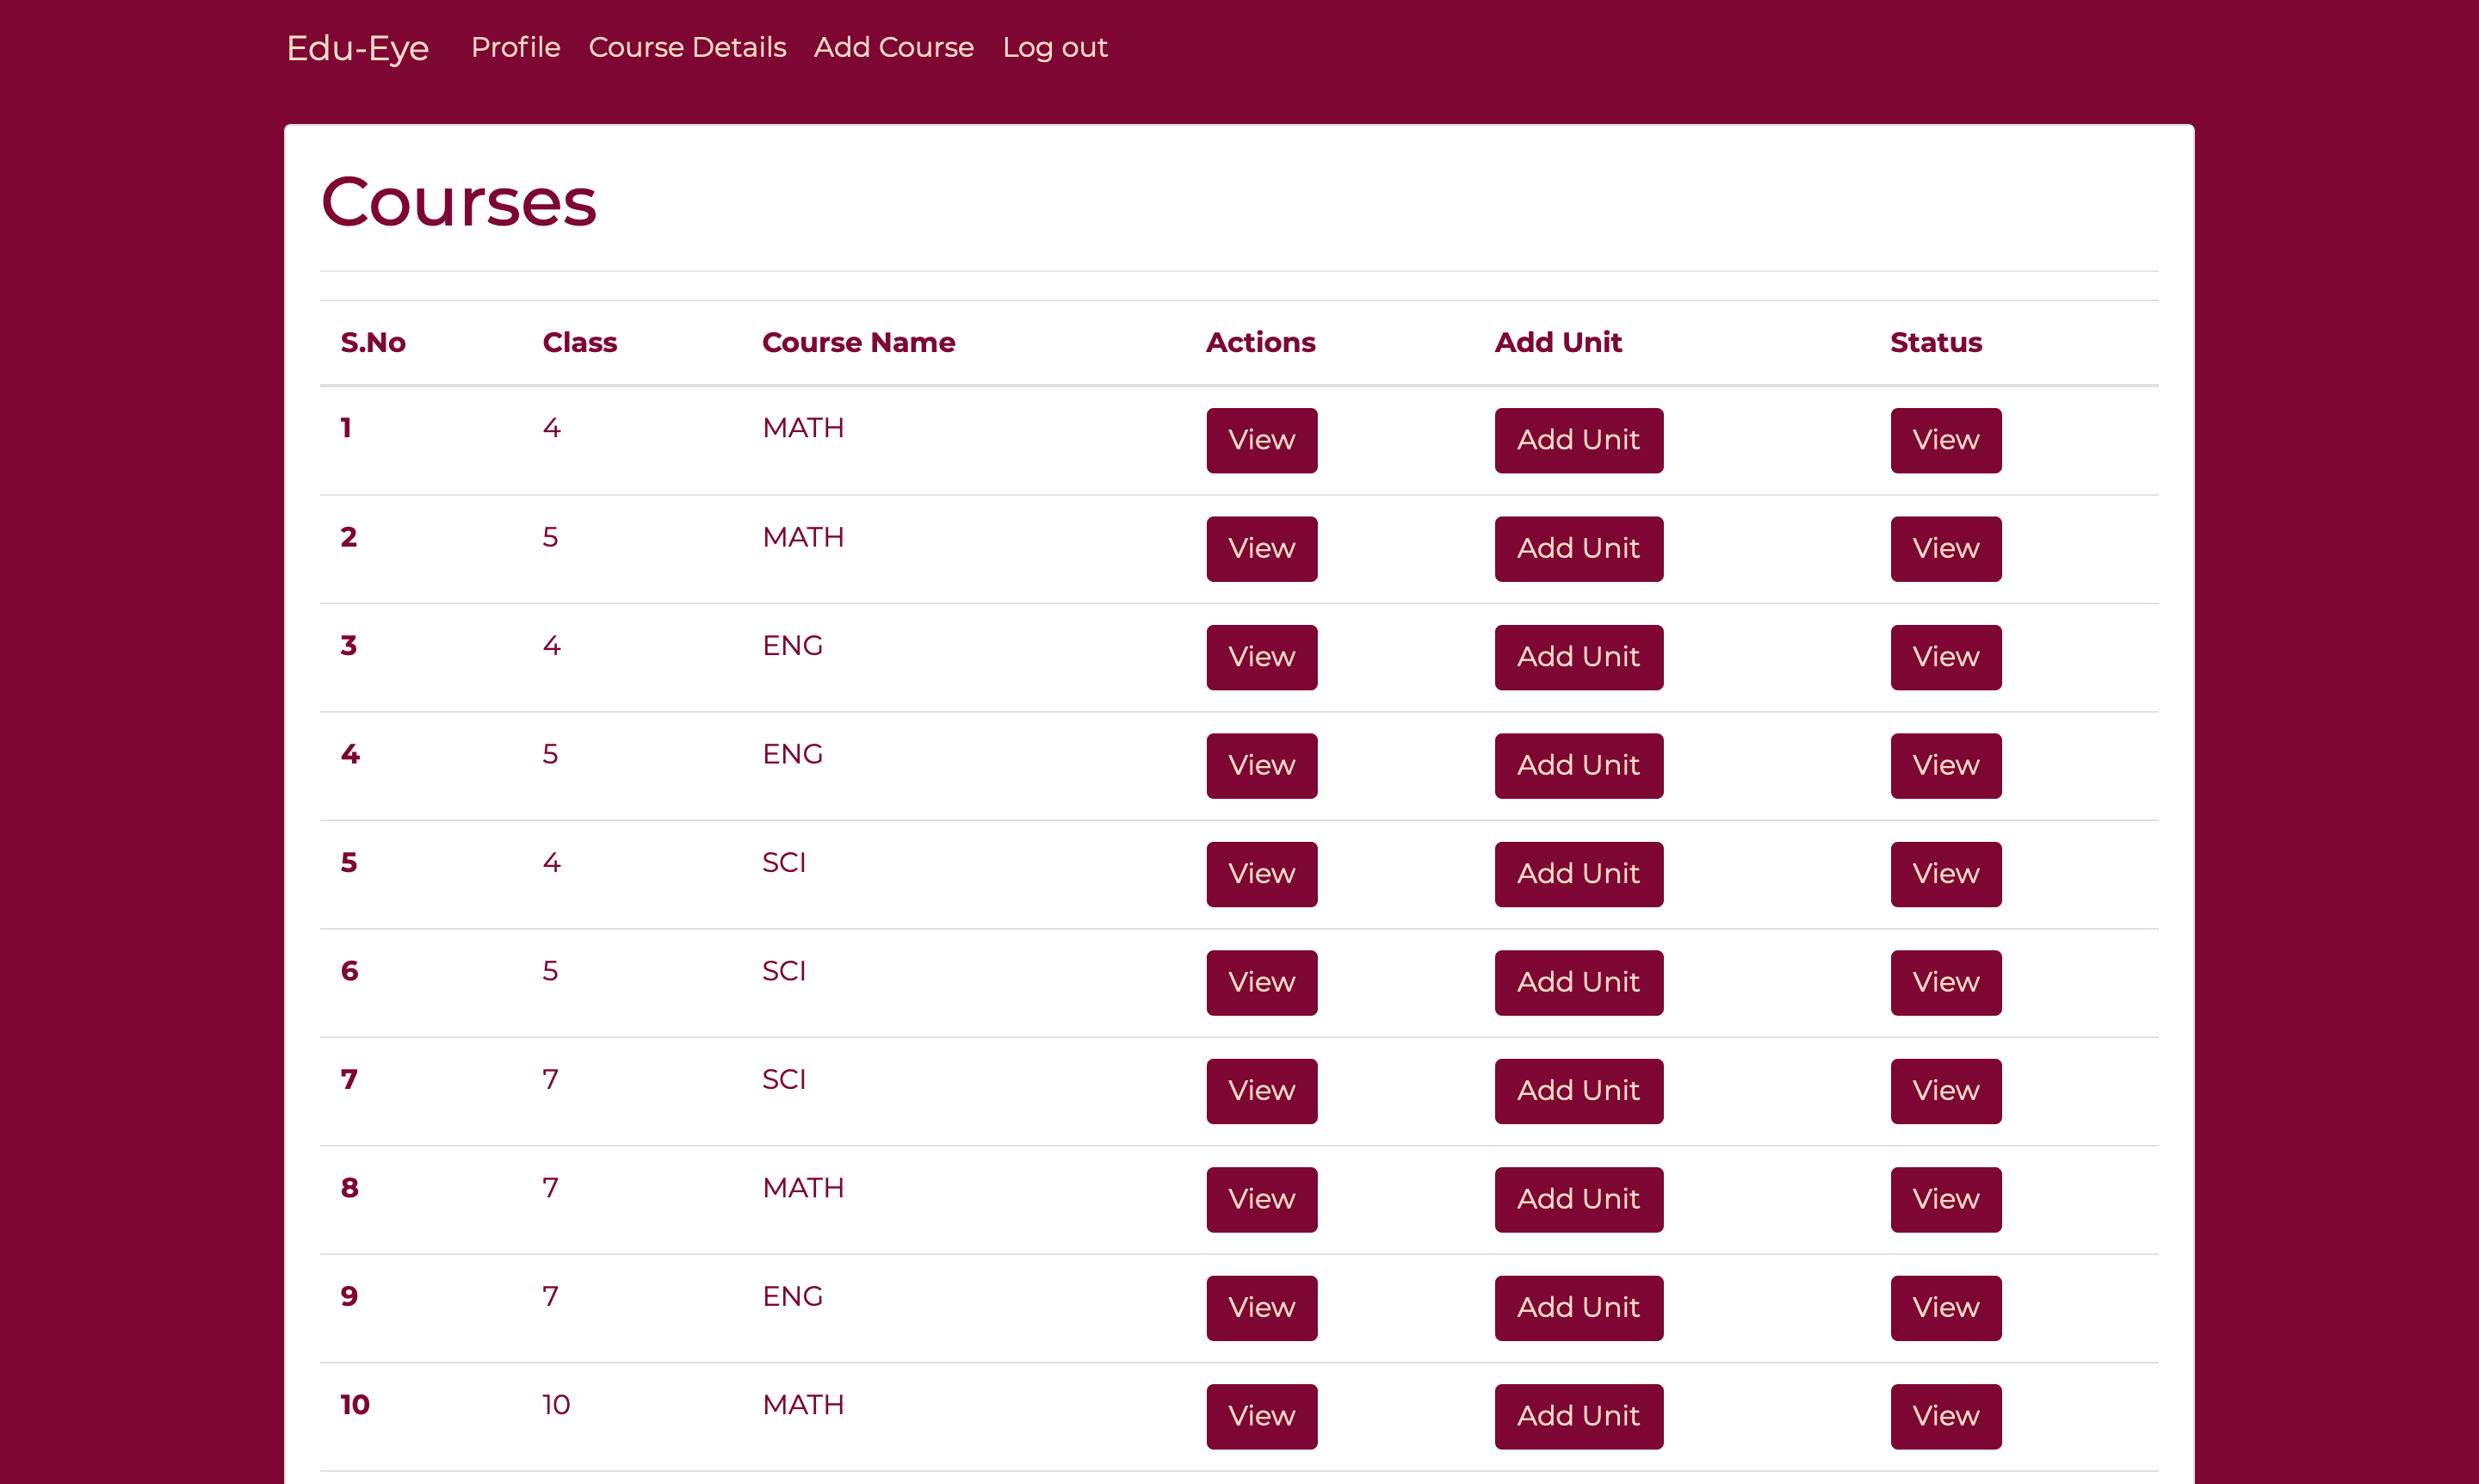 Edu-Eye Profile Course Details Add Course Log out
Courses
S.No Class Course Name Actions Add Unit Status
1 4 MATH View Add Unit View
2 5 MATH View Add Unit View
3 4 ENG View Add Unit View
4 5 ENG View Add Unit View
5 4 SCI View Add Unit View
6 5 SCI View Add Unit View
7 7 SCI View Add Unit View
8 7 MATH View Add Unit View
9 7 ENG View Add Unit View
10 10 MATH View Add Unit View